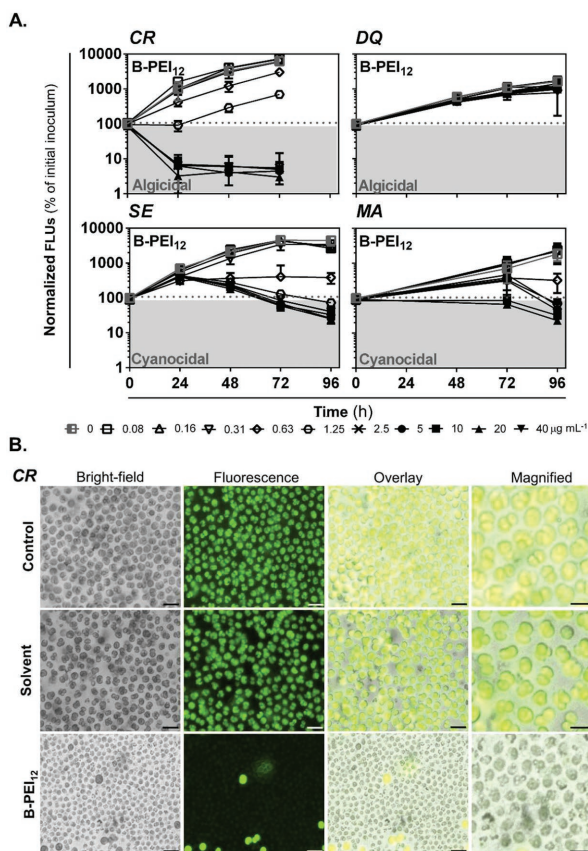 A.
CR DQ
B-PEI12 B-PEI12
10000
1000
100
10
1
Algicidal Algicidal
SE MA
B-PEI12 B-PEI12
10000
1000
100
10
1
Cyanocidal Cyanocidal
Normalized FLUs (% of initial inoculum)
0 24 48 72 96 0 24 48 72 96
Time (h)
0 0.08 0.16 0.31 0.63 1.25 2.5 5 10 20 40 µg mL-1
B.
CR Bright-field Fluorescence Overlay Magnified
Control
Solvent
B-PEI12